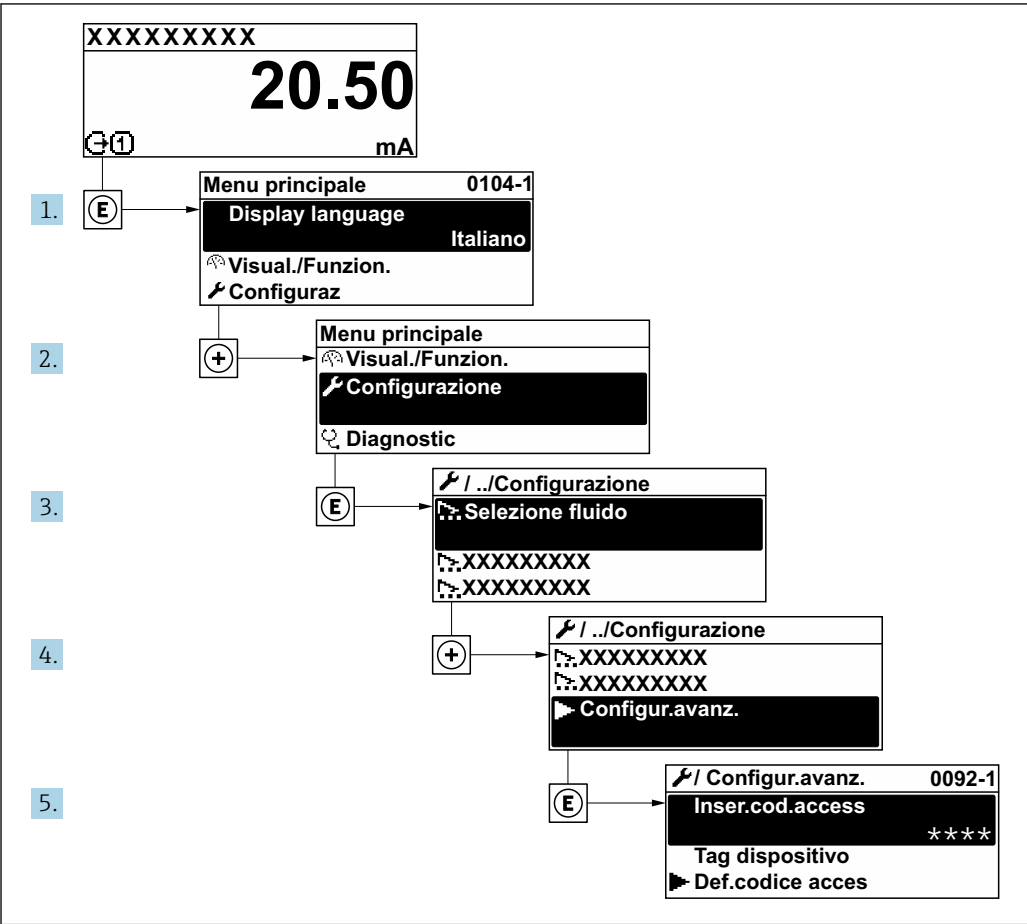 XXXXXXXXX
20.50
1 mA
1.
E
Menu principale 0104-1
Display language
Italiano
Visual./Funzion.
Configuraz
2.
+
Menu principale
Visual./Funzion.
Configurazione
Diagnostic
3.
E
/ ../Configurazione
Selezione fluido
XXXXXXXXX
XXXXXXXXX
4.
+
/ ../Configurazione
XXXXXXXXX
XXXXXXXXX
Configur.avanz.
5.
E
/ Configur.avanz. 0092-1
Inser.cod.access
****
Tag dispositivo
Def.codice acces